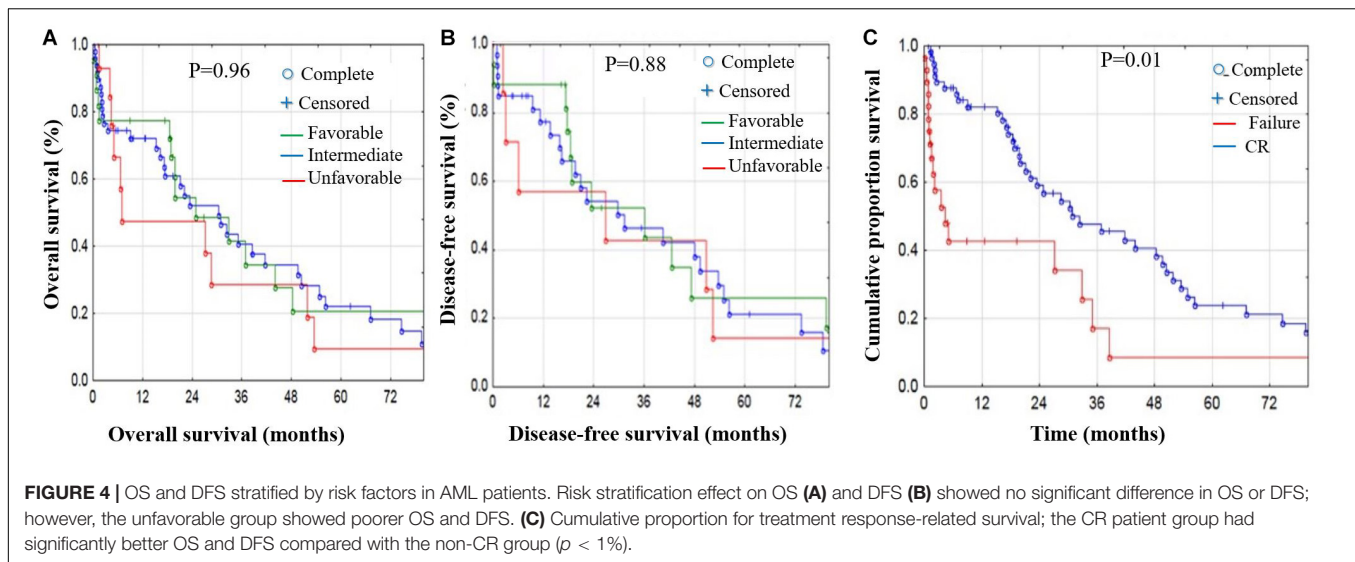 A
P=0.96
Complete
Censored
Favorable
Intermediate
Unfavorable
Overall survival (%)
1.0
0.8
0.6
0.4
0.2
0.0
0 12 24 36 48 60 72
Overall survival (months)
B
P=0.88
Complete
Censored
Favorable
Intermediate
Unfavorable
Disease-free survival (%)
1.0
0.8
0.6
0.4
0.2
0.0
0 12 24 36 48 60 72
Disease-free survival (months)
C
P=0.01
Complete
Censored
Failure
CR
Cumulative proportion survival
1.0
0.8
0.6
0.4
0.2
0.0
0 12 24 36 48 60 72
Time (months)
FIGURE 4 | OS and DFS stratified by risk factors in AML patients. Risk stratification effect on OS (A) and DFS (B) showed no significant difference in OS or DFS;
however, the unfavorable group showed poorer OS and DFS. (C) Cumulative proportion for treatment response-related survival; the CR patient group had
significantly better OS and DFS compared with the non-CR group (p < 1%).